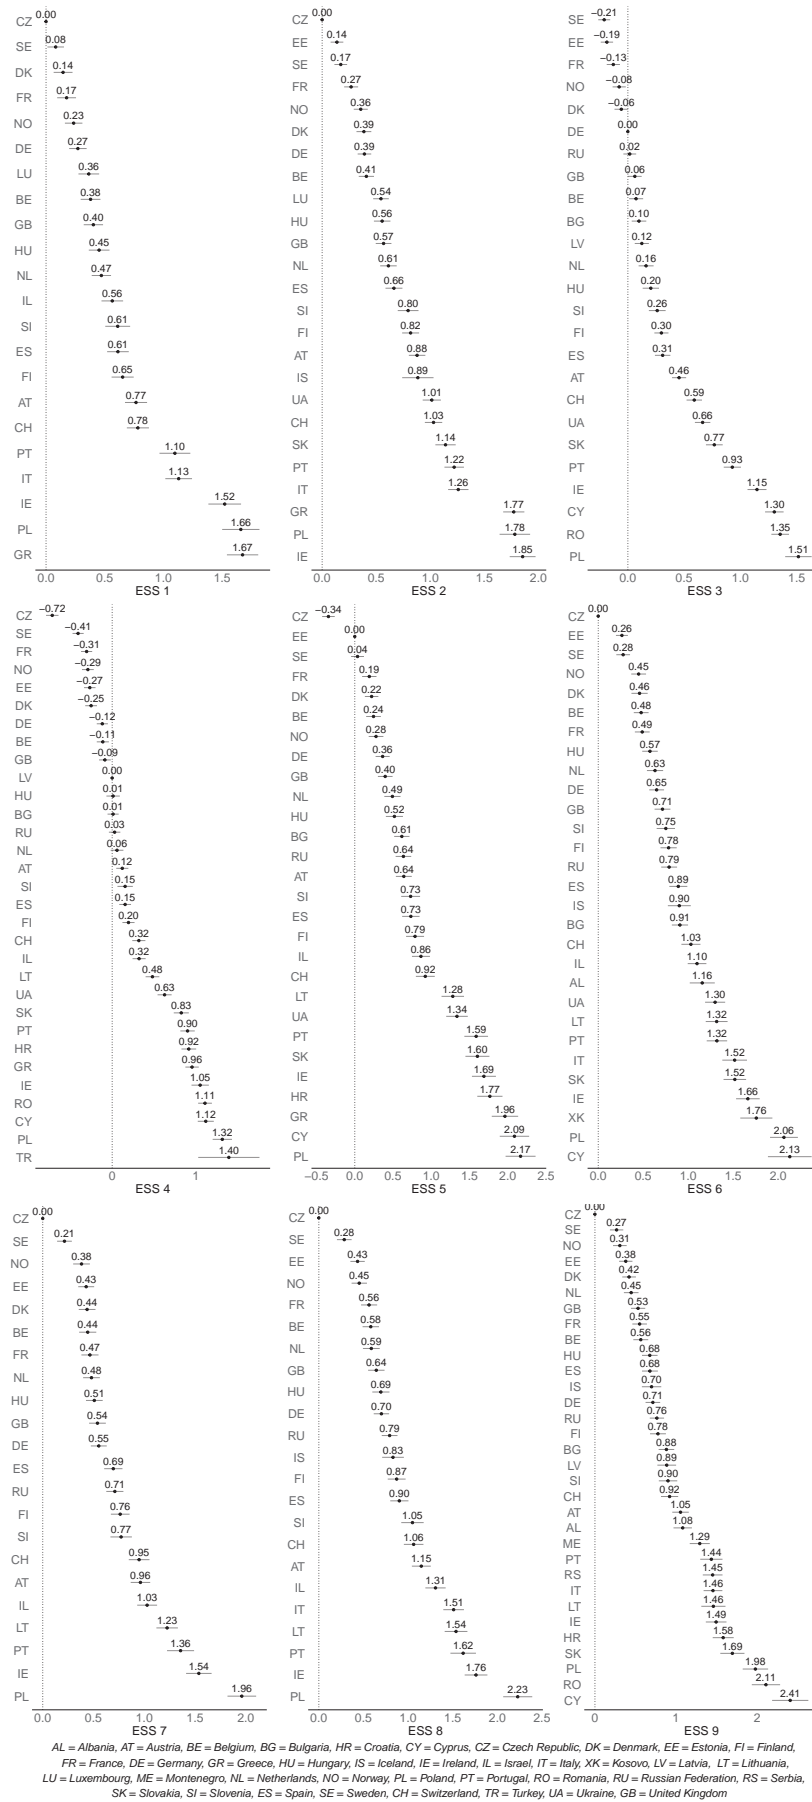 CZ 0.00
SE 0.08
DK 0.14
FR 0.17
NO 0.23
DE 0.27
LU 0.36
BE 0.38
GB 0.40
HU 0.45
NL 0.47
IL 0.56
SI 0.61
ES 0.61
FI 0.65
AT 0.77
CH 0.78
PT 1.10
IT 1.13
IE 1.52
PL 1.66
GR 1.67
0.0 0.5 1.0 1.5
ESS 1
CZ 0.00
EE 0.14
SE 0.17
FR 0.27
NO 0.36
DK 0.39
DE 0.39
BE 0.41
LU 0.54
HU 0.56
GB 0.57
NL 0.61
ES 0.66
SI 0.80
FI 0.82
AT 0.88
IS 0.89
UA 1.01
CH 1.03
SK 1.14
PT 1.22
IT 1.26
GR 1.77
PL 1.78
IE 1.85
0.0 0.5 1.0 1.5 2.0
ESS 2
SE −0.21
EE −0.19
FR −0.13
NO −0.08
DK −0.06
DE 0.00
RU 0.02
GB 0.06
BE 0.07
BG 0.10
LV 0.12
NL 0.16
HU 0.20
SI 0.26
FI 0.30
ES 0.31
AT 0.46
CH 0.59
UA 0.66
SK 0.77
PT 0.93
IE 1.15
CY 1.30
RO 1.35
PL 1.51
0.0 0.5 1.0 1.5
ESS 3
CZ −0.72
SE −0.41
FR −0.31
NO −0.29
EE −0.27
DK −0.25
DE −0.12
BE −0.11
GB −0.09
LV 0.00
HU 0.01
BG 0.01
RU 0.03
NL 0.06
AT 0.12
SI 0.15
ES 0.15
FI 0.20
CH 0.32
IL 0.32
LT 0.48
UA 0.63
SK 0.83
PT 0.90
HR 0.92
GR 0.96
IE 1.05
RO 1.11
CY 1.12
PL 1.32
TR 1.40
0 1
ESS 4
CZ −0.34
EE 0.00
SE 0.04
FR 0.19
DK 0.22
BE 0.24
NO 0.28
DE 0.36
GB 0.40
NL 0.49
HU 0.52
BG 0.61
RU 0.64
AT 0.64
SI 0.73
ES 0.73
FI 0.79
IL 0.86
CH 0.92
LT 1.28
UA 1.34
PT 1.59
SK 1.60
IE 1.69
HR 1.77
GR 1.96
CY 2.09
PL 2.17
−0.5 0.0 0.5 1.0 1.5 2.0 2.5
ESS 5
CZ 0.00
EE 0.26
SE 0.28
NO 0.45
DK 0.46
BE 0.48
FR 0.49
HU 0.57
NL 0.63
DE 0.65
GB 0.71
SI 0.75
FI 0.78
RU 0.79
ES 0.89
IS 0.90
BG 0.91
CH 1.03
IL 1.10
AL 1.16
UA 1.30
LT 1.32
PT 1.32
IT 1.52
SK 1.52
IE 1.66
XK 1.76
PL 2.06
CY 2.13
0.0 0.5 1.0 1.5 2.0
ESS 6
CZ 0.00
SE 0.21
NO 0.38
EE 0.43
DK 0.44
BE 0.44
FR 0.47
NL 0.48
HU 0.51
GB 0.54
DE 0.55
ES 0.69
RU 0.71
FI 0.76
SI 0.77
CH 0.95
AT 0.96
IL 1.03
LT 1.23
PT 1.36
IE 1.54
PL 1.96
0.0 0.5 1.0 1.5 2.0
ESS 7
CZ 0.00
SE 0.28
EE 0.43
NO 0.45
FR 0.56
BE 0.58
NL 0.59
GB 0.64
HU 0.69
DE 0.70
RU 0.79
IS 0.83
FI 0.87
ES 0.90
SI 1.05
CH 1.06
AT 1.15
IL 1.31
IT 1.51
LT 1.54
PT 1.62
IE 1.76
PL 2.23
0.0 0.5 1.0 1.5 2.0 2.5
ESS 8
CZ 0.00
SE 0.27
NO 0.31
EE 0.38
DK 0.42
NL 0.45
GB 0.53
FR 0.55
BE 0.56
HU 0.68
ES 0.68
IS 0.70
DE 0.71
RU 0.76
FI 0.78
BG 0.88
LV 0.89
SI 0.90
CH 0.92
AT 1.05
AL 1.08
ME 1.29
PT 1.44
RS 1.45
IT 1.46
LT 1.46
IE 1.49
HR 1.58
SK 1.69
PL 1.98
RO 2.11
CY 2.41
0 1 2
ESS 9
AL = Albania, AT = Austria, BE = Belgium, BG = Bulgaria, HR = Croatia, CY = Cyprus, CZ = Czech Republic, DK = Denmark, EE = Estonia, FI = Finland,
FR = France, DE = Germany, GR = Greece, HU = Hungary, IS = Iceland, IE = Ireland, IL = Israel, IT = Italy, XK = Kosovo, LV = Latvia, LT = Lithuania,
LU = Luxembourg, ME = Montenegro, NL = Netherlands, NO = Norway, PL = Poland, PT = Portugal, RO = Romania, RU = Russian Federation, RS = Serbia,
SK = Slovakia, SI = Slovenia, ES = Spain, SE = Sweden, CH = Switzerland, TR = Turkey, UA = Ukraine, GB = United Kingdom